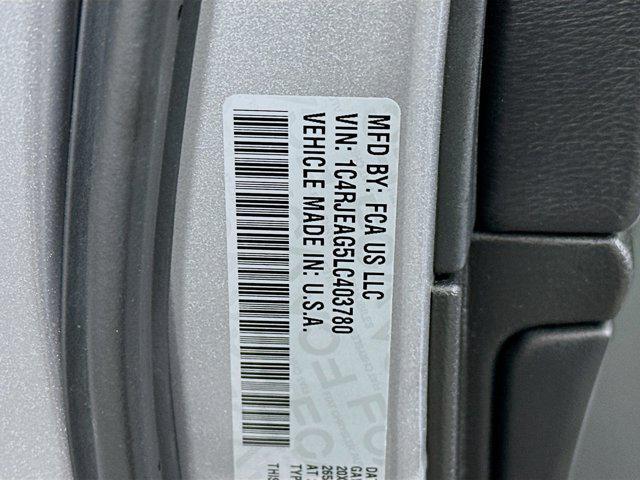 MFD BY: FCA US LLC
VIN: 1C4RJEAG5LC403780
VEHICLE MADE IN: U.S.A.